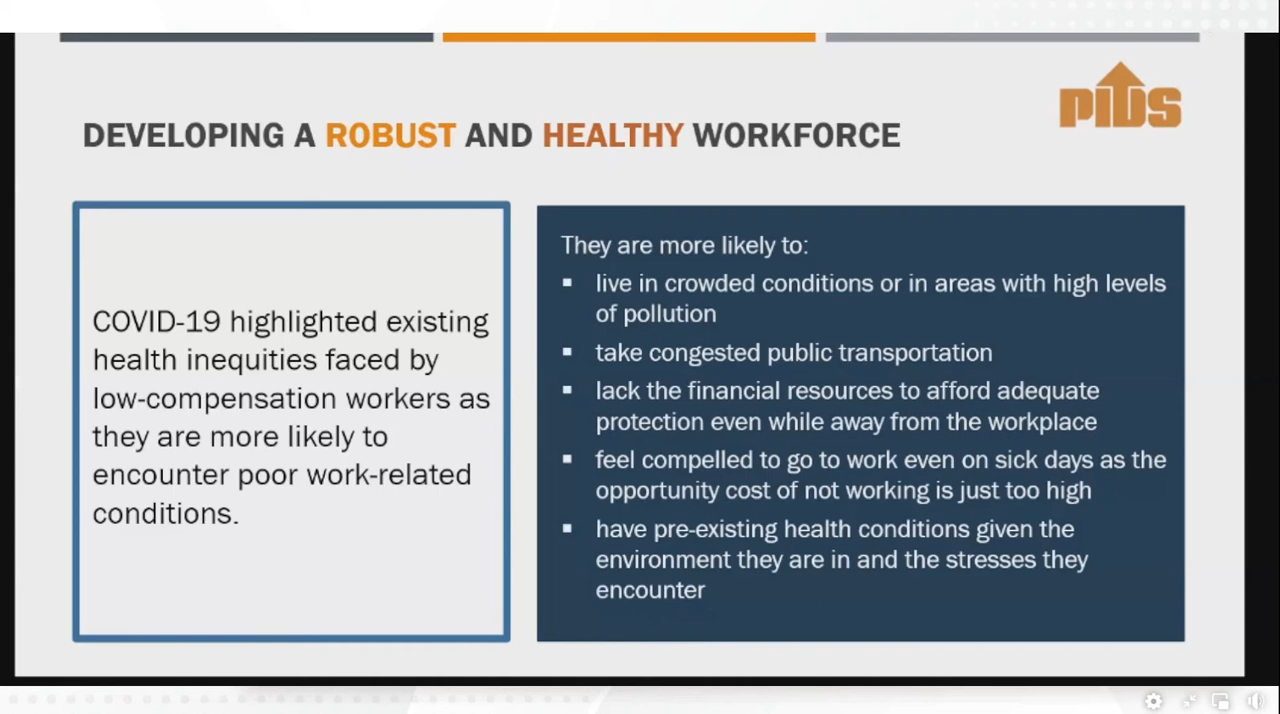 PIDS
DEVELOPING A ROBUST AND HEALTHY WORKFORCE
COVID-19 highlighted existing
health inequities faced by
low-compensation workers as
they are more likely to
encounter poor work-related
conditions.
They are more likely to:
▪ live in crowded conditions or in areas with high levels
of pollution
▪ take congested public transportation
▪ lack the financial resources to afford adequate
protection even while away from the workplace
▪ feel compelled to go to work even on sick days as the
opportunity cost of not working is just too high
▪ have pre-existing health conditions given the
environment they are in and the stresses they
encounter